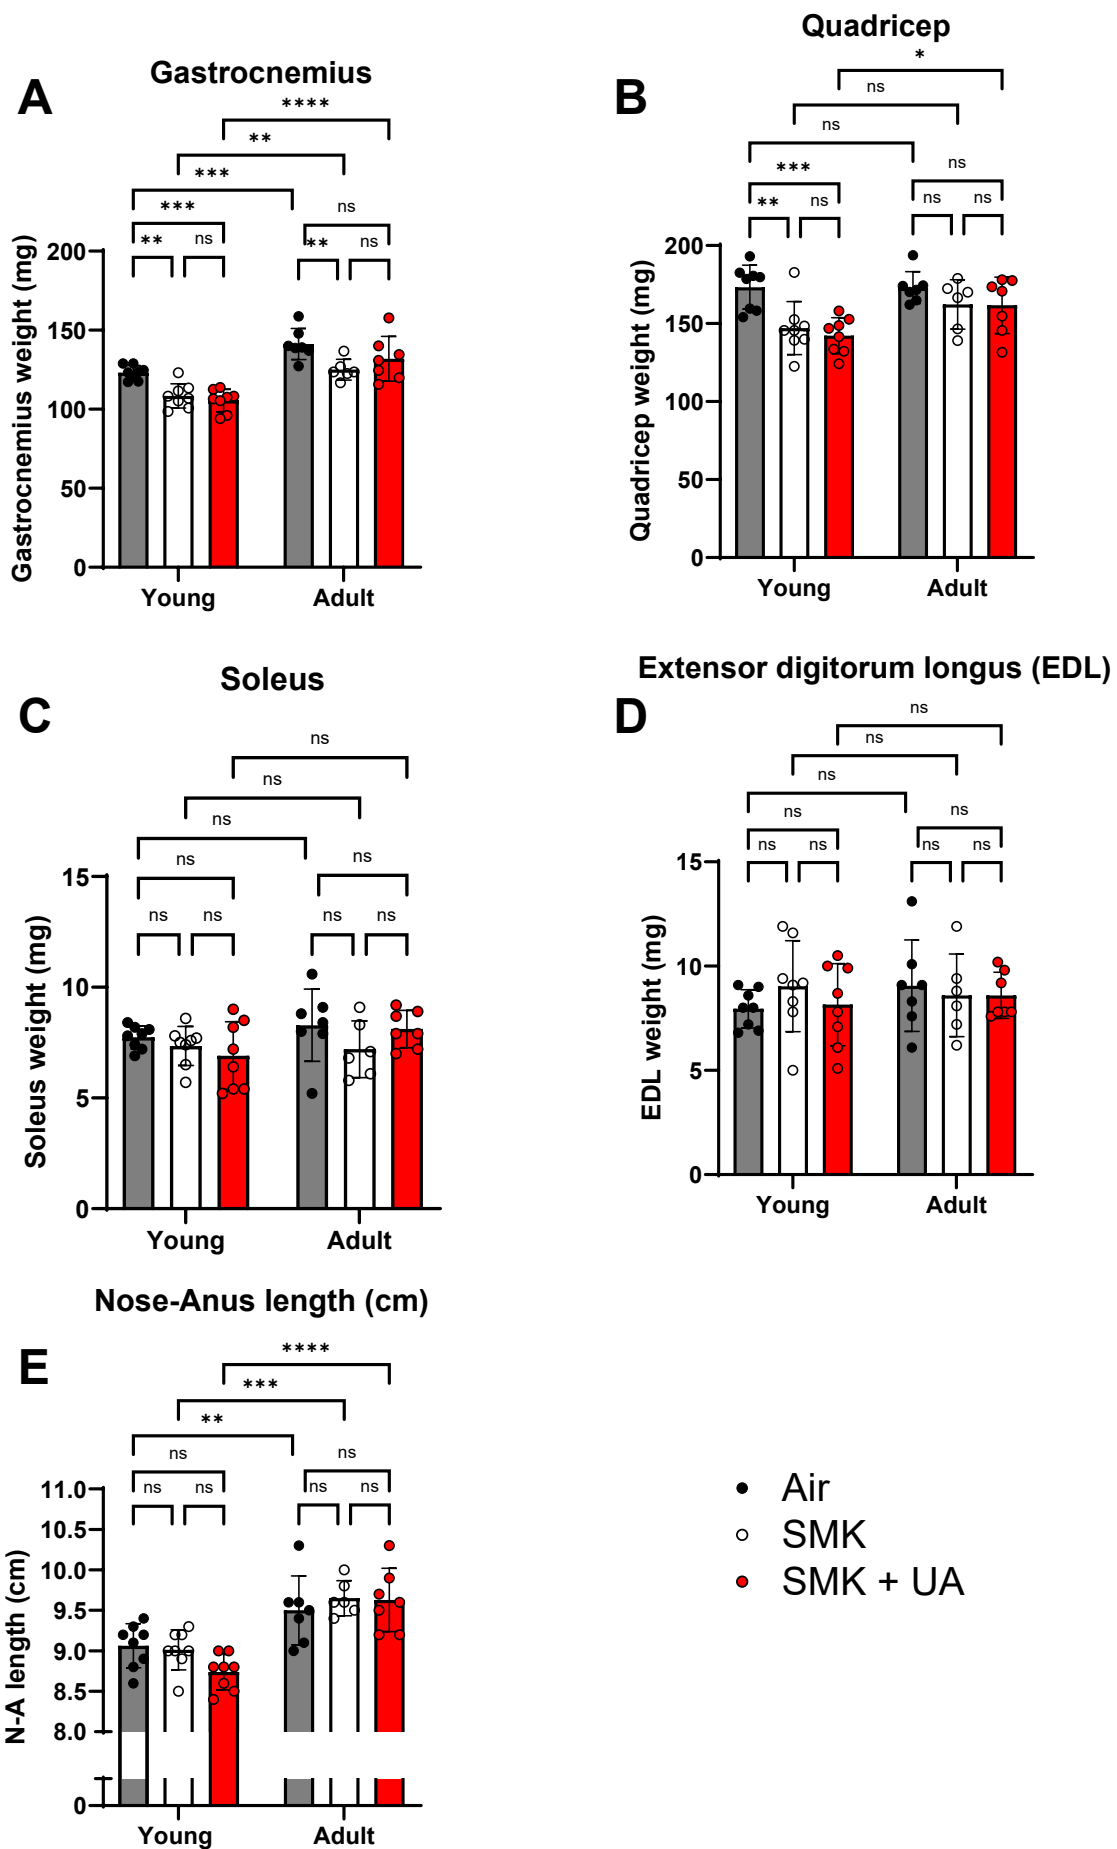 A
Gastrocnemius
****
**
***
***
ns
**
ns
**
ns
Gastrocnemius weight (mg)
200
150
100
50
0
Young
Adult
B
Quadricep
*
ns
ns
***
ns
**
ns
ns
ns
Quadricep weight (mg)
200
150
100
50
0
Young
Adult
C
Soleus
ns
ns
ns
ns
ns
ns
ns
ns
ns
Soleus weight (mg)
15
10
5
0
Young
Adult
D
Extensor digitorum longus (EDL)
ns
ns
ns
ns
ns
ns
ns
ns
ns
EDL weight (mg)
15
10
5
0
Young
Adult
E
Nose-Anus length (cm)
****
***
**
ns
ns
ns
ns
ns
ns
N-A length (cm)
11.0
10.5
10.0
9.5
9.0
8.5
8.0
0
Young
Adult
Air
SMK
SMK + UA